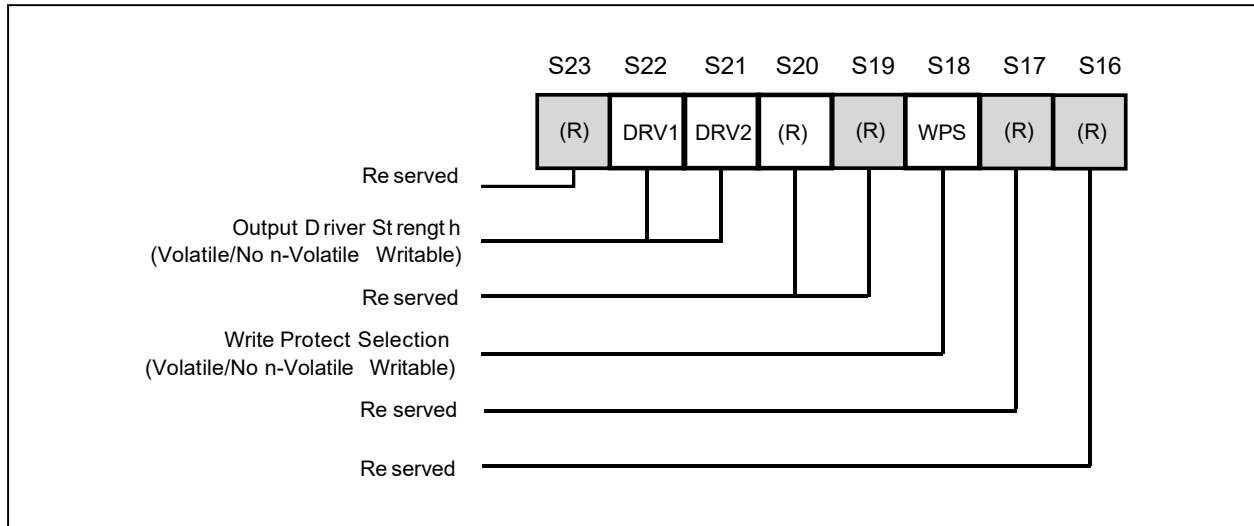 S23 S22 S21 S20 S19 S18 S17 S16
(R) DRV1 DRV2 (R) (R) WPS (R) (R)
Re served
Output D river St rengt h
(Volatile/No n-Volatile Writable)
Re served
Write Protect Selection
(Volatile/No n-Volatile Writable)
Re served
Re served